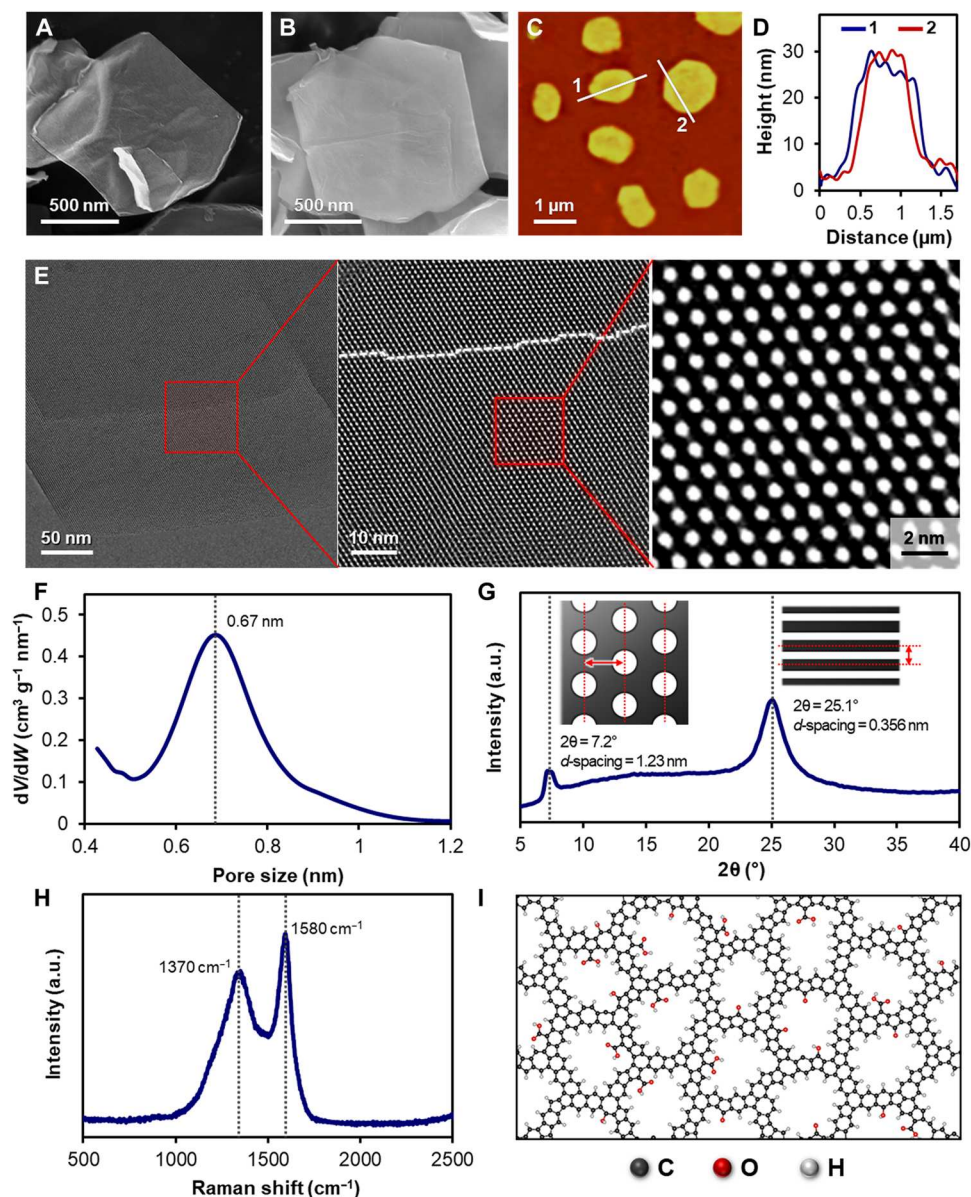 A
500 nm
B
500 nm
C
1
2
1 µm
D
1 2
Height (nm)
30
20
10
0
0 0.5 1 1.5
Distance (µm)
E
50 nm
10 nm
2 nm
F
0.67 nm
dV/dW (cm³ g⁻¹ nm⁻¹)
0.5
0.4
0.3
0.2
0.1
0
0.4 0.6 0.8 1 1.2
Pore size (nm)
G
Intensity (a.u.)
2θ = 7.2°
d-spacing = 1.23 nm
2θ = 25.1°
d-spacing = 0.356 nm
5 10 15 20 25 30 35 40
2θ (°)
H
1370 cm⁻¹
1580 cm⁻¹
Intensity (a.u.)
500 1000 1500 2000 2500
Raman shift (cm⁻¹)
I
C O H